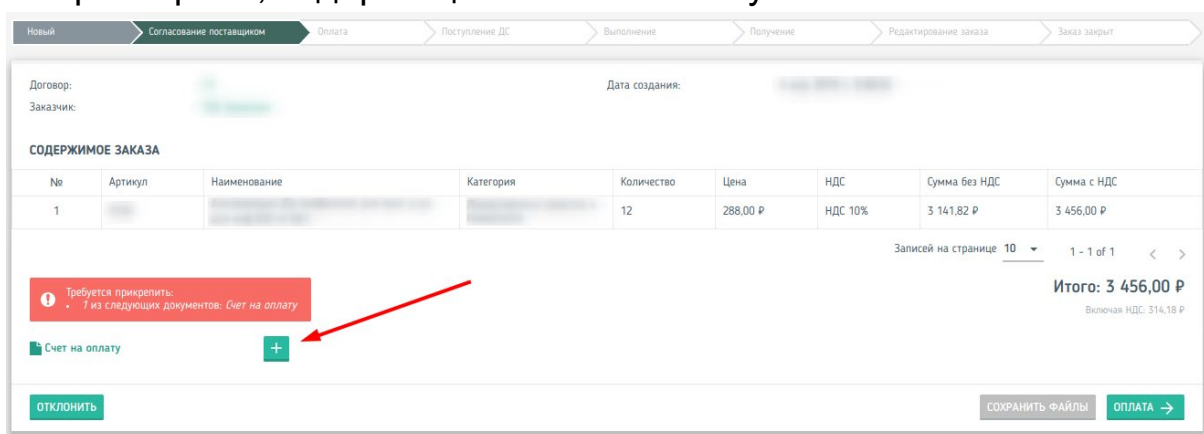 Новый Согласование поставщиком Оплата Поступление ДС Выполнение Получение Редактирование заказа Заказ закрыт
Договор: Дата создания:
Заказчик:
СОДЕРЖИМОЕ ЗАКАЗА
№ Артикул Наименование Категория Количество Цена НДС Сумма без НДС Сумма с НДС
1 12 288,00 ₽ НДС 10% 3 141,82 ₽ 3 456,00 ₽
Записей на странице 10 1 - 1 of 1
Требуется прикрепить:
• 1 из следующих документов: Счет на оплату
Итого: 3 456,00 ₽
Включая НДС: 314,18 ₽
Счет на оплату +
ОТКЛОНИТЬ СОХРАНИТЬ ФАЙЛЫ ОПЛАТА →